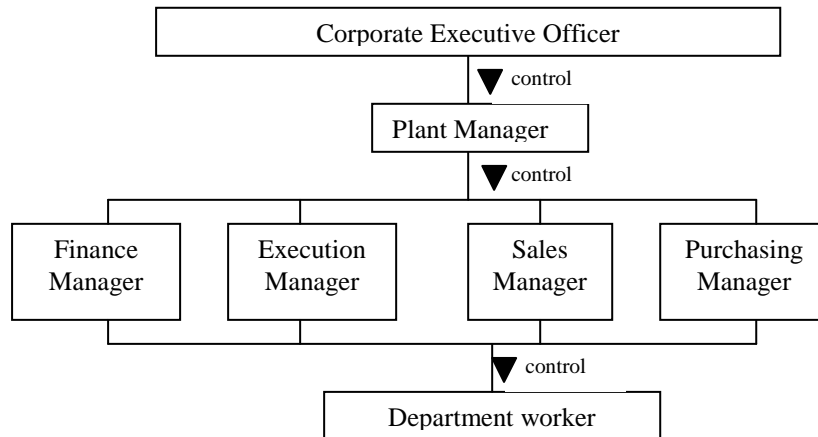 Corporate Executive Officer
control
Plant Manager
control
Finance
Manager
Execution
Manager
Sales
Manager
Purchasing
Manager
control
Department worker